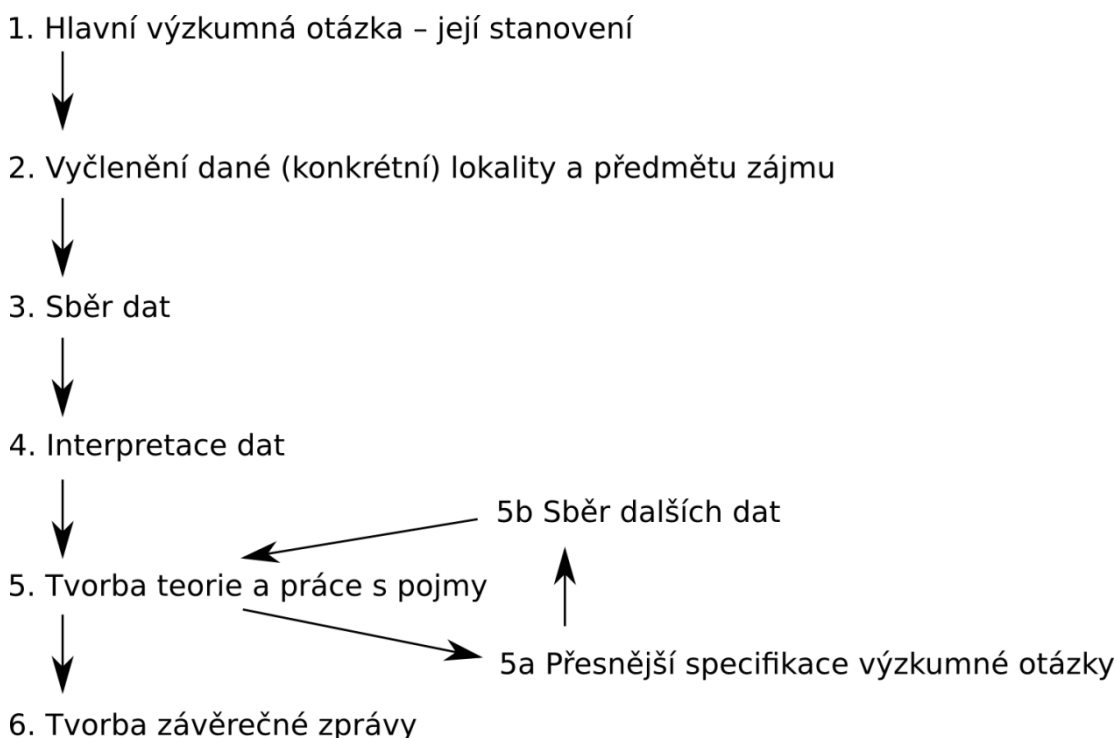 1. Hlavní výzkumná otázka – její stanovení
2. Vyčlenění dané (konkrétní) lokality a předmětu zájmu
3. Sběr dat
4. Interpretace dat
5b Sběr dalších dat
5. Tvorba teorie a práce s pojmy
5a Přesnější specifikace výzkumné otázky
6. Tvorba závěrečné zprávy